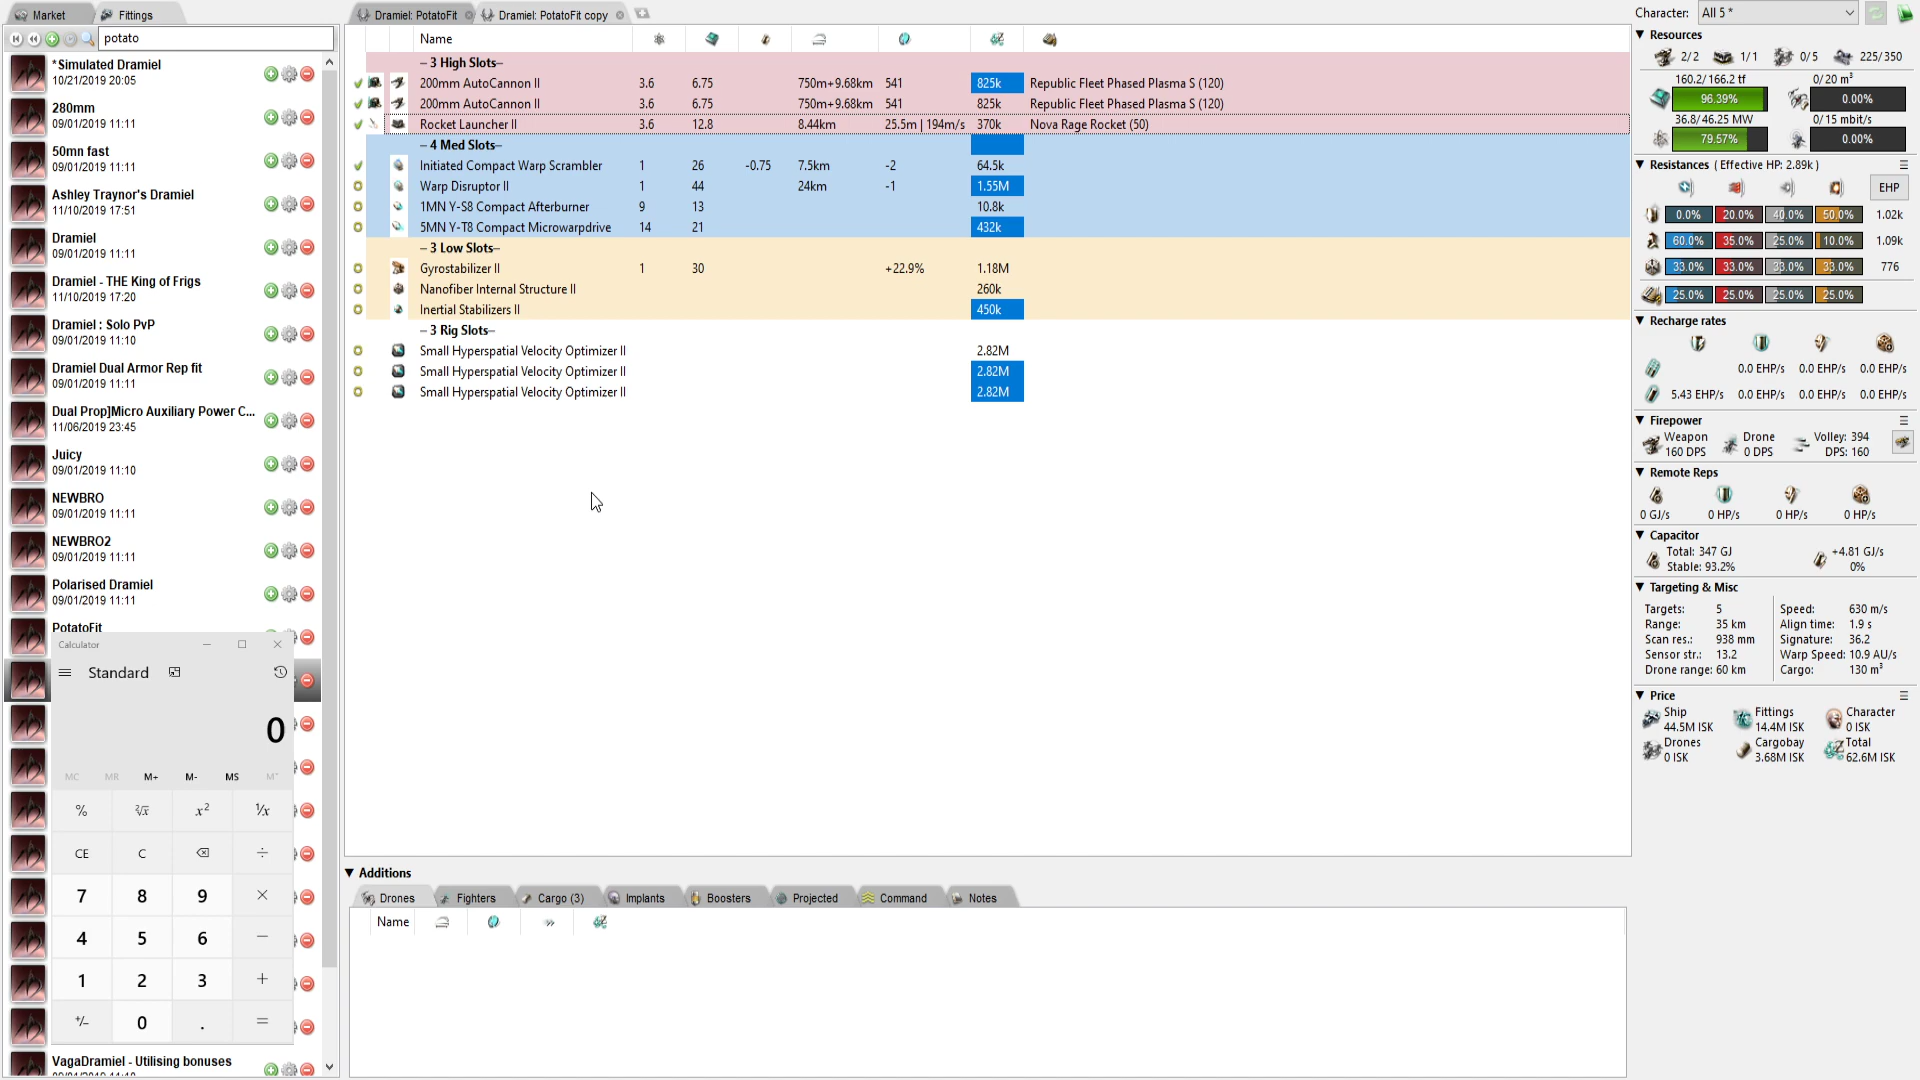 Market
Fittings
potato
*Simulated Dramiel
10/21/2019 20:05
280mm
09/01/2019 11:11
50mn fast
09/01/2019 11:11
Ashley Traynor's Dramiel
11/10/2019 17:51
Dramiel
09/01/2019 11:11
Dramiel - THE King of Frigs
11/10/2019 17:20
Dramiel : Solo PvP
09/01/2019 11:10
Dramiel Dual Armor Rep fit
09/01/2019 11:11
Dual Prop]Micro Auxiliary Power C...
11/06/2019 23:45
Juicy
09/01/2019 11:10
NEWBRO
09/01/2019 11:11
NEWBRO2
09/01/2019 11:11
Polarised Dramiel
09/01/2019 11:11
PotatoFit
Calculator
Standard
0
MC MR M+ M- MS
% x² ¹/x
CE C ÷
7 8 9 ×
4 5 6 −
1 2 3 +
+/− 0 . =
VagaDramiel - Utilising bonuses
Dramiel: PotatoFit
Dramiel: PotatoFit copy
Name
– 3 High Slots–
200mm AutoCannon II 3.6 6.75 750m+9.68km 541 825k Republic Fleet Phased Plasma S (120)
200mm AutoCannon II 3.6 6.75 750m+9.68km 541 825k Republic Fleet Phased Plasma S (120)
Rocket Launcher II 3.6 12.8 8.44km 25.5m | 194m/s 370k Nova Rage Rocket (50)
– 4 Med Slots–
Initiated Compact Warp Scrambler 1 26 -0.75 7.5km -2 64.5k
Warp Disruptor II 1 44 24km -1 1.55M
1MN Y-S8 Compact Afterburner 9 13 10.8k
5MN Y-T8 Compact Microwarpdrive 14 21 432k
– 3 Low Slots–
Gyrostabilizer II 1 30 +22.9% 1.18M
Nanofiber Internal Structure II 260k
Inertial Stabilizers II 450k
– 3 Rig Slots–
Small Hyperspatial Velocity Optimizer II 2.82M
Small Hyperspatial Velocity Optimizer II 2.82M
Small Hyperspatial Velocity Optimizer II 2.82M
Additions
Drones
Fighters
Cargo (3)
Implants
Boosters
Projected
Command
Notes
Name
Character: All 5 *
Resources
2/2 1/1 0/5 225/350
160.2/166.2 tf 0/20 m³
96.39% 0.00%
36.8/46.25 MW 0/15 mbit/s
79.57% 0.00%
Resistances (Effective HP: 2.89k)
EHP
0.0% 20.0% 40.0% 50.0% 1.02k
60.0% 35.0% 25.0% 10.0% 1.09k
33.0% 33.0% 33.0% 33.0% 776
25.0% 25.0% 25.0% 25.0%
Recharge rates
0.0 EHP/s 0.0 EHP/s 0.0 EHP/s
5.43 EHP/s 0.0 EHP/s 0.0 EHP/s 0.0 EHP/s
Firepower
Weapon Drone Volley: 394
160 DPS 0 DPS DPS: 160
Remote Reps
0 GJ/s 0 HP/s 0 HP/s 0 HP/s
Capacitor
Total: 347 GJ +4.81 GJ/s
Stable: 93.2% 0%
Targeting & Misc
Targets: 5 Speed: 630 m/s
Range: 35 km Align time: 1.9 s
Scan res.: 938 mm Signature: 36.2
Sensor str.: 13.2 Warp Speed: 10.9 AU/s
Drone range: 60 km Cargo: 130 m³
Price
Ship Fittings Character
44.5M ISK 14.4M ISK 0 ISK
Drones Cargobay Total
0 ISK 3.68M ISK 62.6M ISK